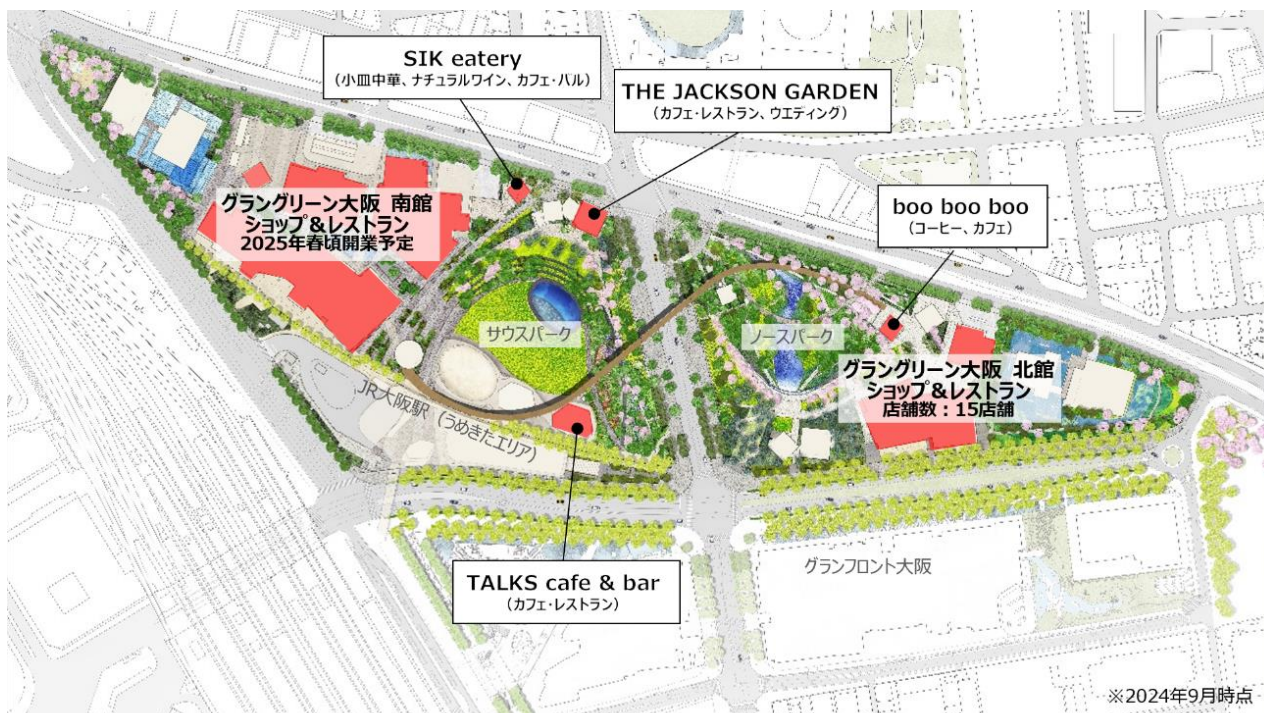 SIK eatery
（小皿中華、ナチュラルワイン、カフェ・バル）
THE JACKSON GARDEN
（カフェ・レストラン、ウエディング）
boo boo boo
（コーヒー、カフェ）
グラングリーン大阪 南館
ショップ＆レストラン
2025年春頃開業予定
サウスパーク
ノースパーク
グラングリーン大阪 北館
ショップ＆レストラン
店舗数：15店舗
JR大阪駅（うめきたエリア）
TALKS cafe & bar
（カフェ・レストラン）
グランフロント大阪
※2024年9月時点